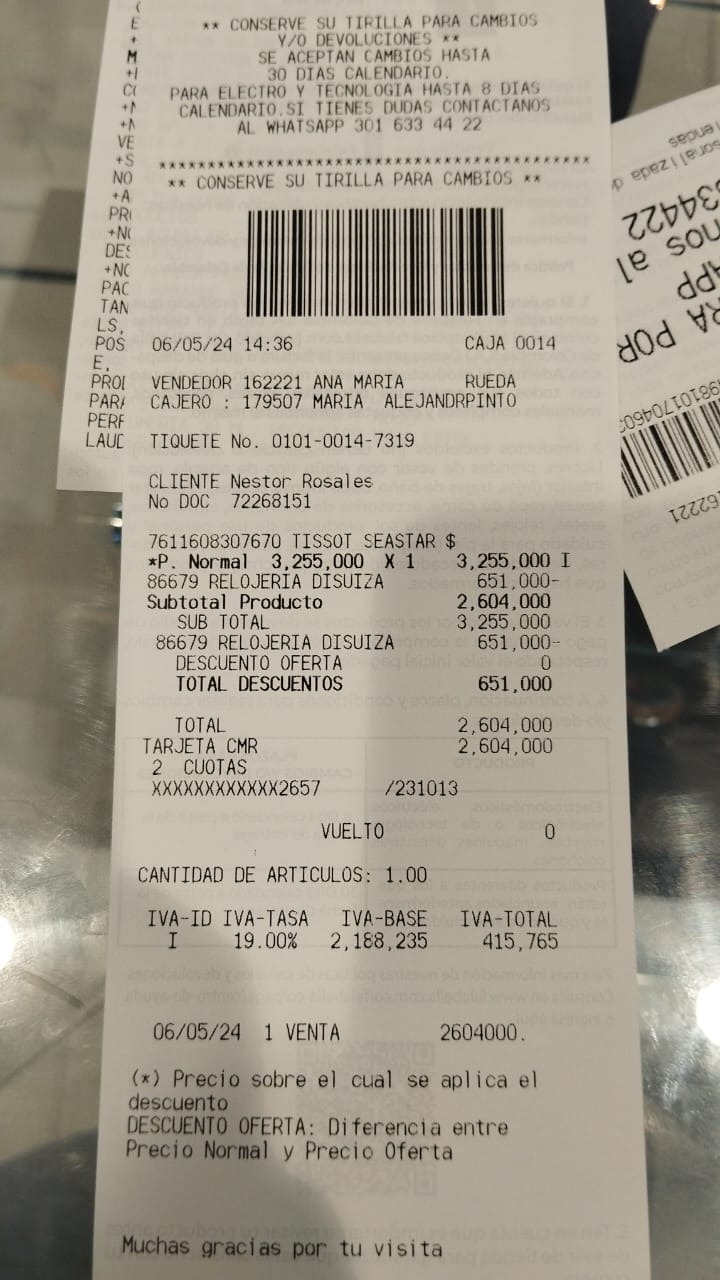 ** CONSERVE SU TIRILLA PARA CAMBIOS
Y/O DEVOLUCIONES **
SE ACEPTAN CAMBIOS HASTA
30 DIAS CALENDARIO.
PARA ELECTRO Y TECNOLOGIA HASTA 8 DIAS
CALENDARIO.SI TIENES DUDAS CONTACTANOS
AL WHATSAPP 301 633 44 22
** CONSERVE SU TIRILLA PARA CAMBIOS **
06/05/24 14:36 CAJA 0014
VENDEDOR 162221 ANA MARIA RUEDA
CAJERO : 179507 MARIA ALEJANDRPINTO
TIQUETE No. 0101-0014-7319
CLIENTE Nestor Rosales
No DOC 72268151
7611608307670 TISSOT SEASTAR $
*P. Normal 3,255,000 X 1 3,255,000 I
86679 RELOJERIA DISUIZA 651,000-
Subtotal Producto 2,604,000
SUB TOTAL 3,255,000
86679 RELOJERIA DISUIZA 651,000-
DESCUENTO OFERTA 0
TOTAL DESCUENTOS 651,000
TOTAL 2,604,000
TARJETA CMR 2,604,000
2 CUOTAS
XXXXXXXXXXXX2657 /231013
VUELTO 0
CANTIDAD DE ARTICULOS: 1.00
IVA-ID IVA-TASA IVA-BASE IVA-TOTAL
I 19.00% 2,188,235 415,765
06/05/24 1 VENTA 2604000.
(*) Precio sobre el cual se aplica el
descuento
DESCUENTO OFERTA: Diferencia entre
Precio Normal y Precio Oferta
Muchas gracias por tu visita